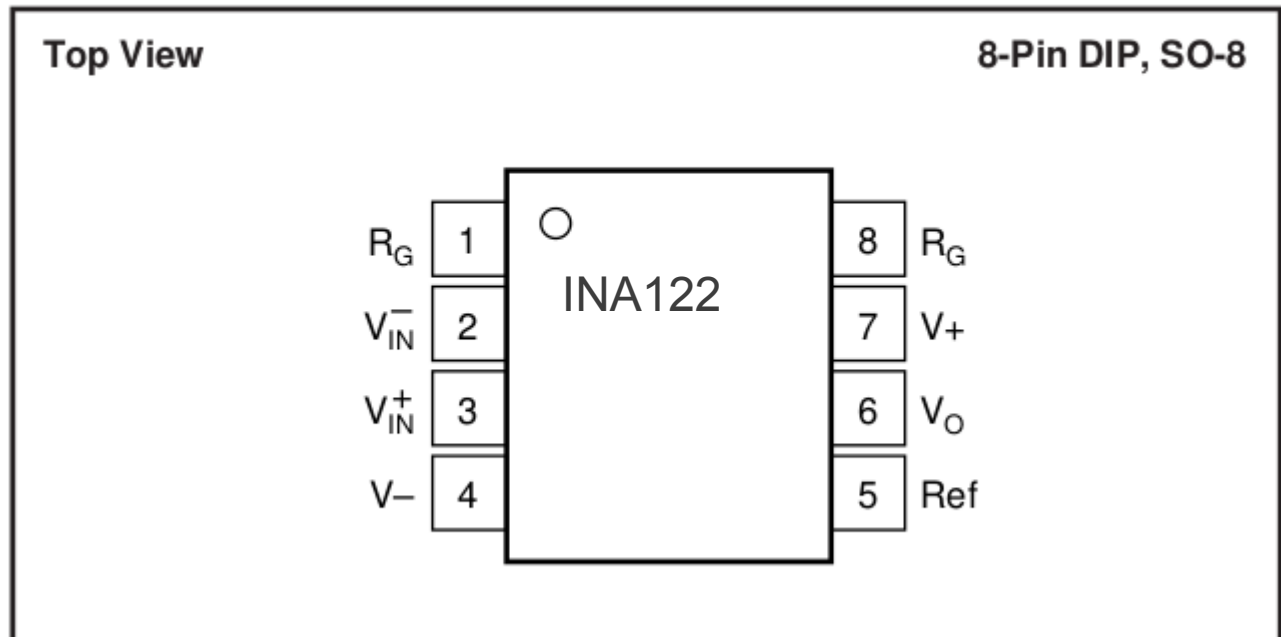 Top View 8-Pin DIP, SO-8
R_G 1 8 R_G
INA122
V_IN^– 2 7 V+
V_IN^+ 3 6 V_O
V– 4 5 Ref